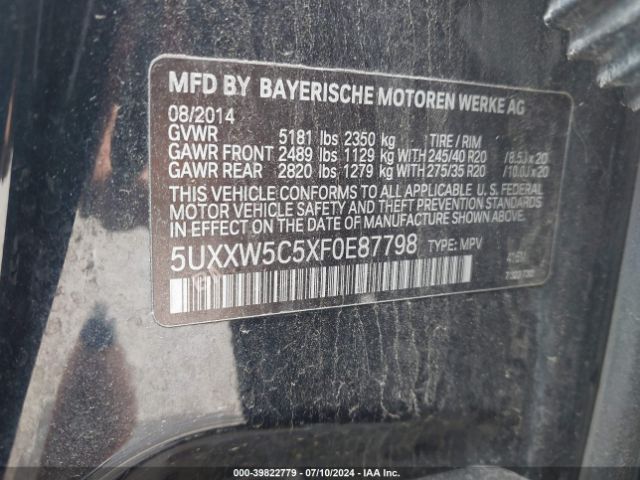 MFD BY BAYERISCHE MOTOREN WERKE AG
08/2014
GVWR 5181 lbs 2350 kg TIRE / RIM
GAWR FRONT 2489 lbs 1129 kg WITH 245/40 R20 / 8.5J x 20
GAWR REAR 2820 lbs 1279 kg WITH 275/35 R20 / 10.0J x 20
THIS VEHICLE CONFORMS TO ALL APPLICABLE U. S. FEDERAL
MOTOR VEHICLE SAFETY AND THEFT PREVENTION STANDARDS
IN EFFECT ON THE DATE OF MANUFACTURE SHOWN ABOVE.
5UXXW5C5XF0E87798 TYPE: MPV
000-39822779 - 07/10/2024 - IAA Inc.